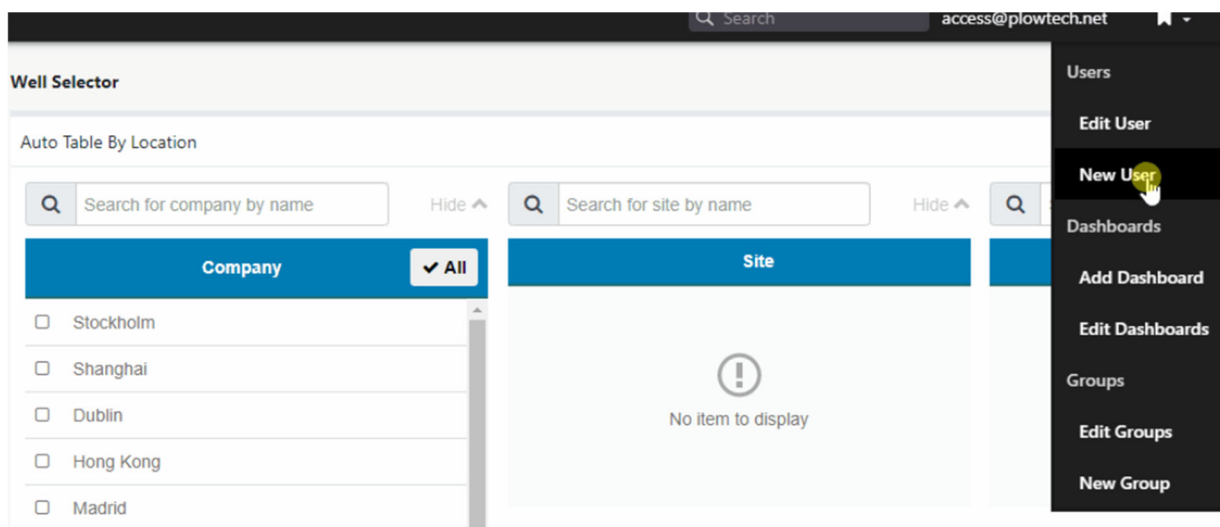 Search
access@plowtech.net
Well Selector
Auto Table By Location
Search for company by name
Hide
Search for site by name
Hide
Company
All
Site
Stockholm
Shanghai
Dublin
Hong Kong
Madrid
No item to display
Users
Edit User
New User
Dashboards
Add Dashboard
Edit Dashboards
Groups
Edit Groups
New Group